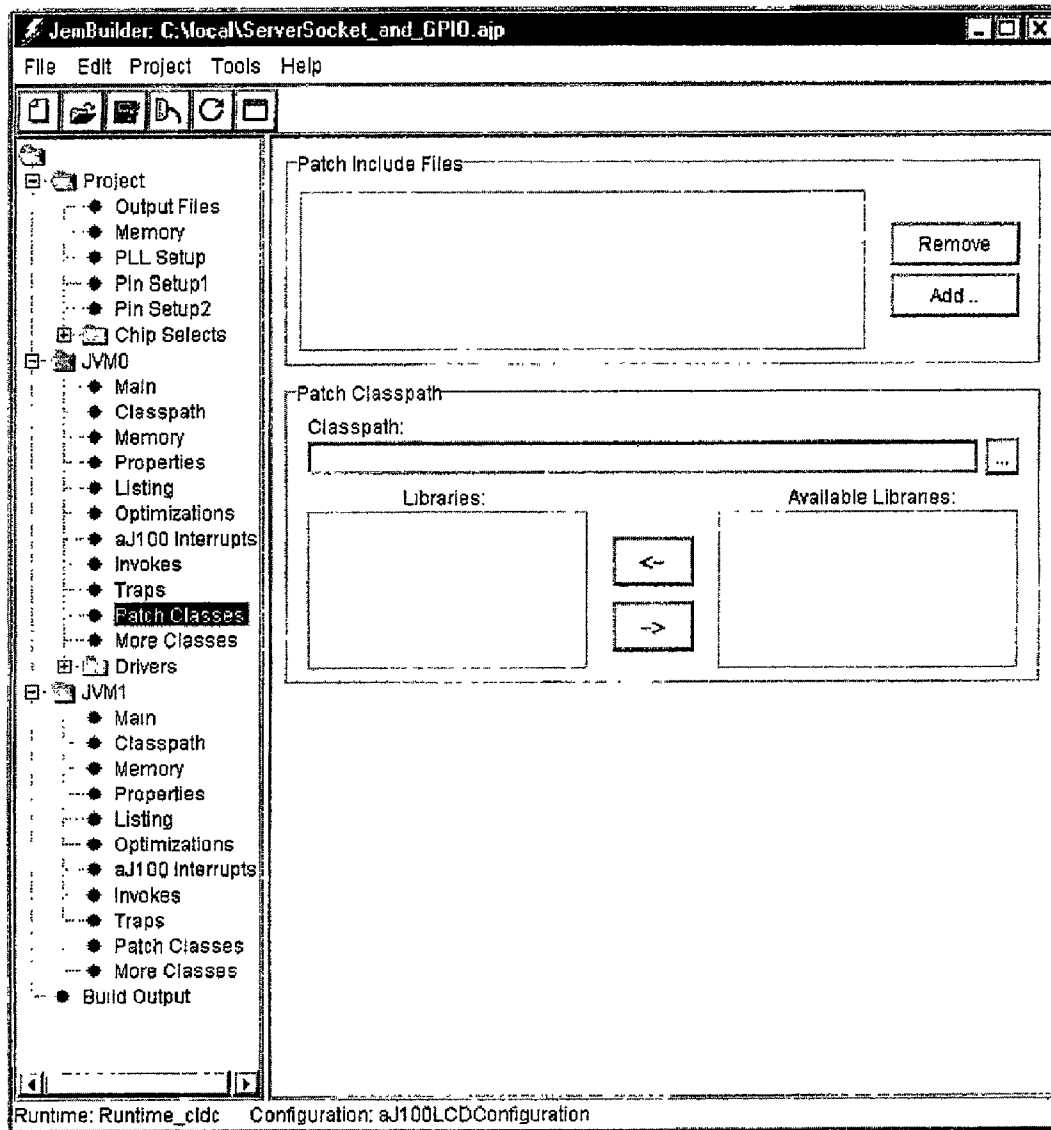 JemBuilder: C:\local\ServerSocket_and_GPIO.ajp
File Edit Project Tools Help
Project
Output Files
Memory
PLL Setup
Pin Setup1
Pin Setup2
Chip Selects
JVM0
Main
Classpath
Memory
Properties
Listing
Optimizations
aJ100 Interrupts
Invokes
Traps
Patch Classes
More Classes
Drivers
JVM1
Main
Classpath
Memory
Properties
Listing
Optimizations
aJ100 Interrupts
Invokes
Traps
Patch Classes
More Classes
Build Output
Patch Include Files
Remove
Add ..
Patch Classpath
Classpath:
...
Libraries:
Available Libraries:
<-
->
Runtime: Runtime_cldc Configuration: aJ100LCDConfiguration